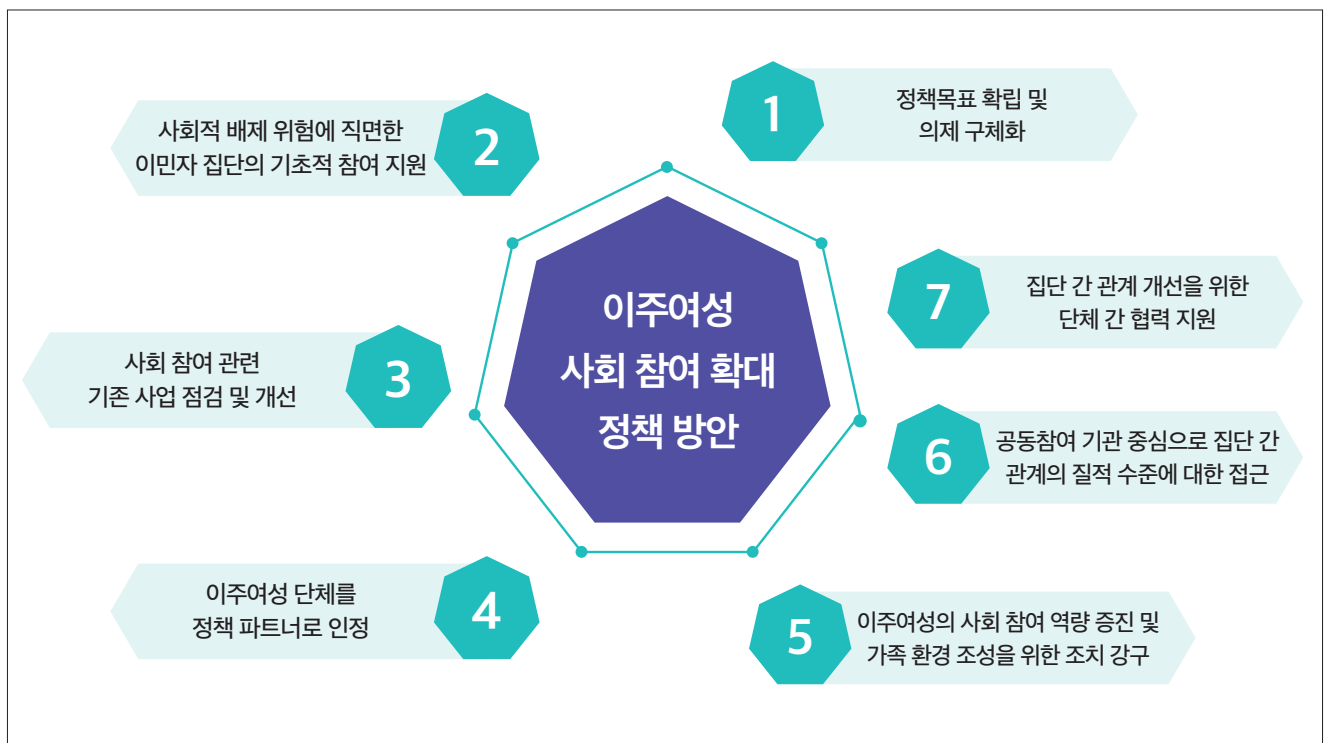 이주여성
사회 참여 확대
정책 방안
1
정책목표 확립 및
의제 구체화
2
사회적 배제 위험에 직면한
이민자 집단의 기초적 참여 지원
3
사회 참여 관련
기존 사업 점검 및 개선
4
이주여성 단체를
정책 파트너로 인정
5
이주여성의 사회 참여 역량 증진 및
가족 환경 조성을 위한 조치 강구
6
공동참여 기관 중심으로 집단 간
관계의 질적 수준에 대한 접근
7
집단 간 관계 개선을 위한
단체 간 협력 지원